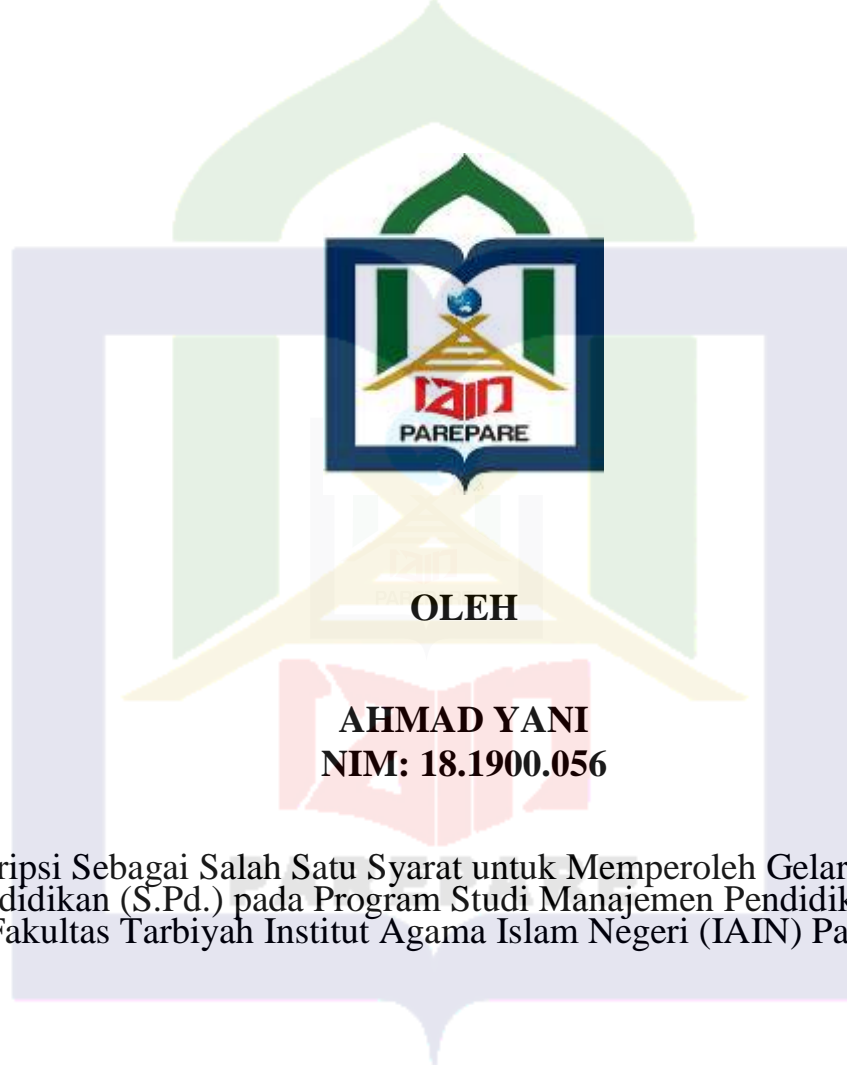 iain
PAREPARE
OLEH
AHMAD YANI
NIM: 18.1900.056
ripsi Sebagai Salah Satu Syarat untuk Memperoleh Gelar
didikan (S.Pd.) pada Program Studi Manajemen Pendidik
Fakultas Tarbiyah Institut Agama Islam Negeri (IAIN) Pa